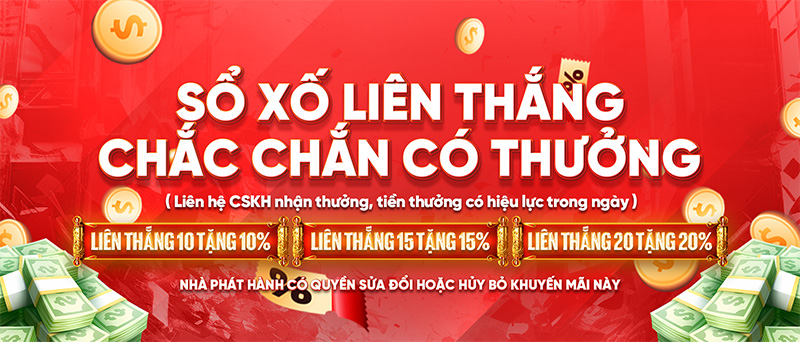 SỔ XỐ LIÊN THẮNG
CHẮC CHẮN CÓ THƯỞNG
( Liên hệ CSKH nhận thưởng, tiền thưởng có hiệu lực trong ngày )
LIÊN THẮNG 10 TẶNG 10% LIÊN THẮNG 15 TẶNG 15% LIÊN THẮNG 20 TẶNG 20%
NHÀ PHÁT HÀNH CÓ QUYỀN SỬA ĐỔI HOẶC HỦY BỎ KHUYẾN MÃI NÀY